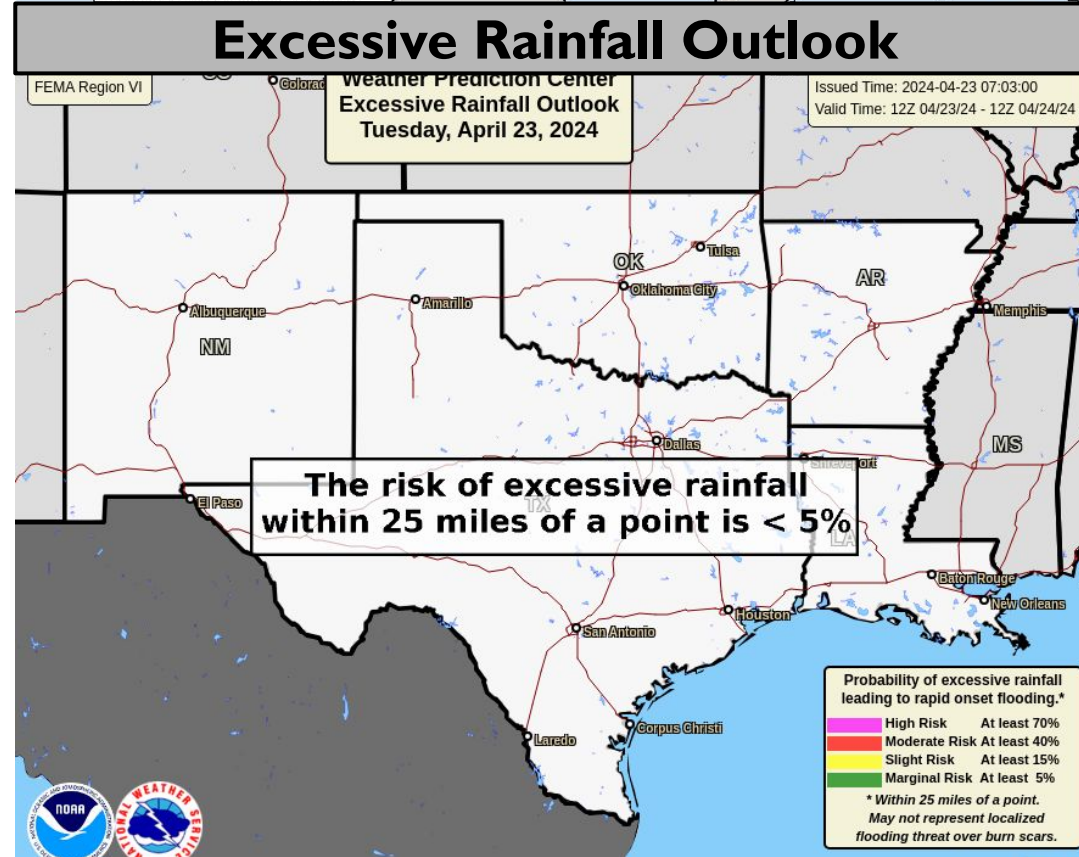 Excessive Rainfall Outlook
FEMA Region VI
Weather Prediction Center
Excessive Rainfall Outlook
Tuesday, April 23, 2024
Issued Time: 2024-04-23 07:03:00
Valid Time: 12Z 04/23/24 - 12Z 04/24/24
OK
Tulsa
Oklahoma City
AR
Albuquerque
Amarillo
Memphis
NM
Dallas
MS
Shreveport
The risk of excessive rainfall
within 25 miles of a point is < 5%
El Paso
TX
LA
Baton Rouge
New Orleans
Houston
San Antonio
Corpus Christi
Laredo
Probability of excessive rainfall
leading to rapid onset flooding.*
High Risk At least 70%
Moderate Risk At least 40%
Slight Risk At least 15%
Marginal Risk At least 5%
* Within 25 miles of a point.
May not represent localized
flooding threat over burn scars.
NOAA
NATIONAL WEATHER SERVICE